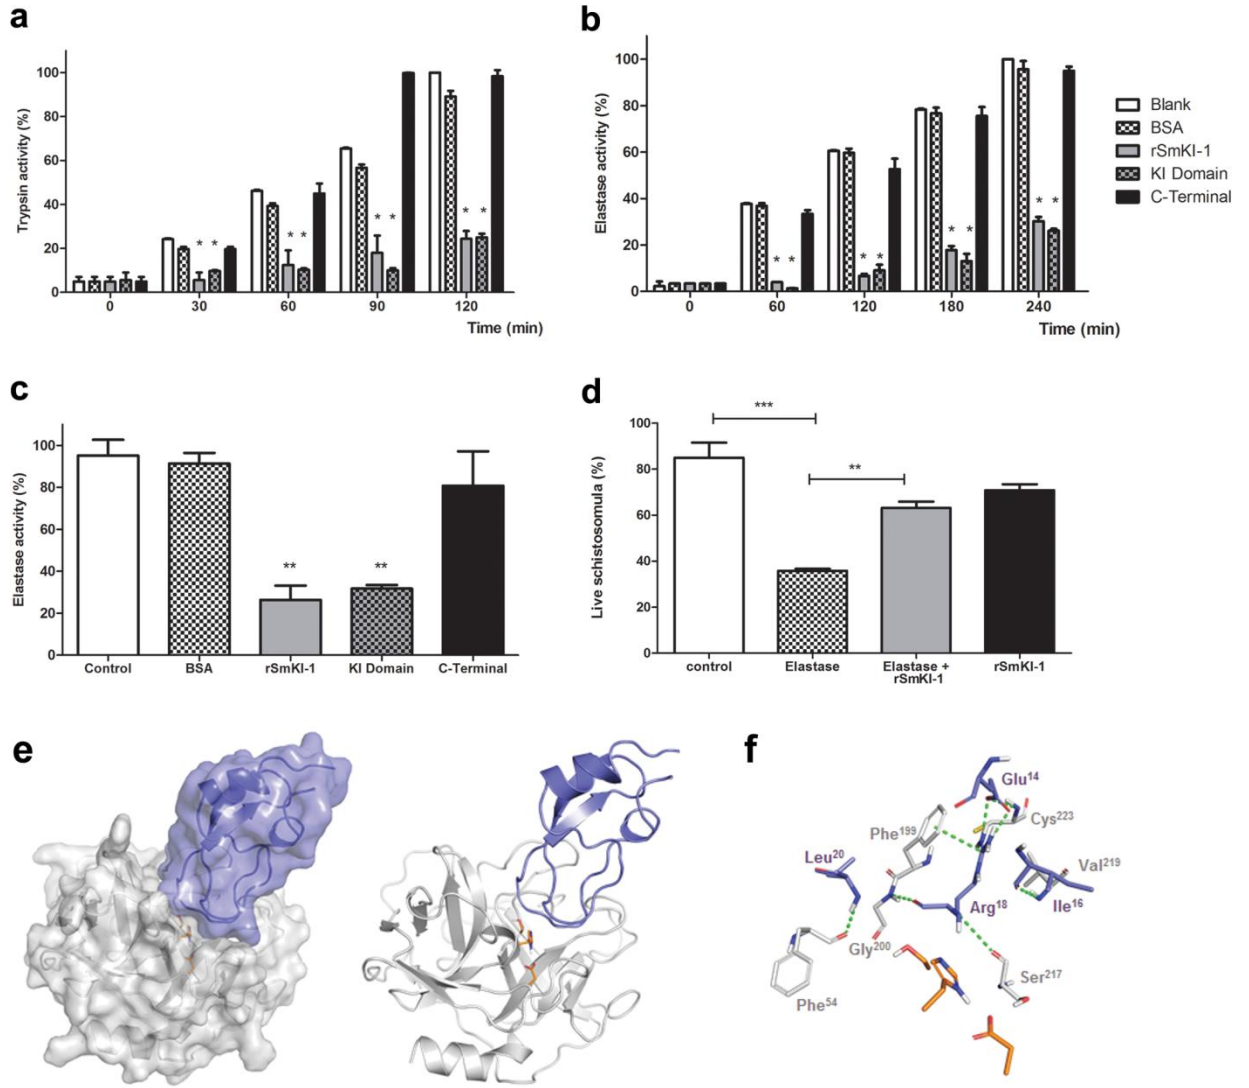 a
Trypsin activity (%)
100
80
60
40
20
0
* *
* *
* *
* *
0 30 60 90 120
Time (min)
b
Elastase activity (%)
100
80
60
40
20
0
* *
* *
* *
* *
0 60 120 180 240
Time (min)
Blank
BSA
rSmKI-1
KI Domain
C-Terminal
c
Elastase activity (%)
100
80
60
40
20
0
** **
Control BSA rSmKI-1 KI Domain C-Terminal
d
Live schistosomula (%)
100
80
60
40
20
0
***
**
control Elastase Elastase + rSmKI-1
rSmKI-1
e
f
Glu14
Cys223
Phe199
Leu20
Val219
Arg18
Ile16
Gly200
Ser217
Phe54